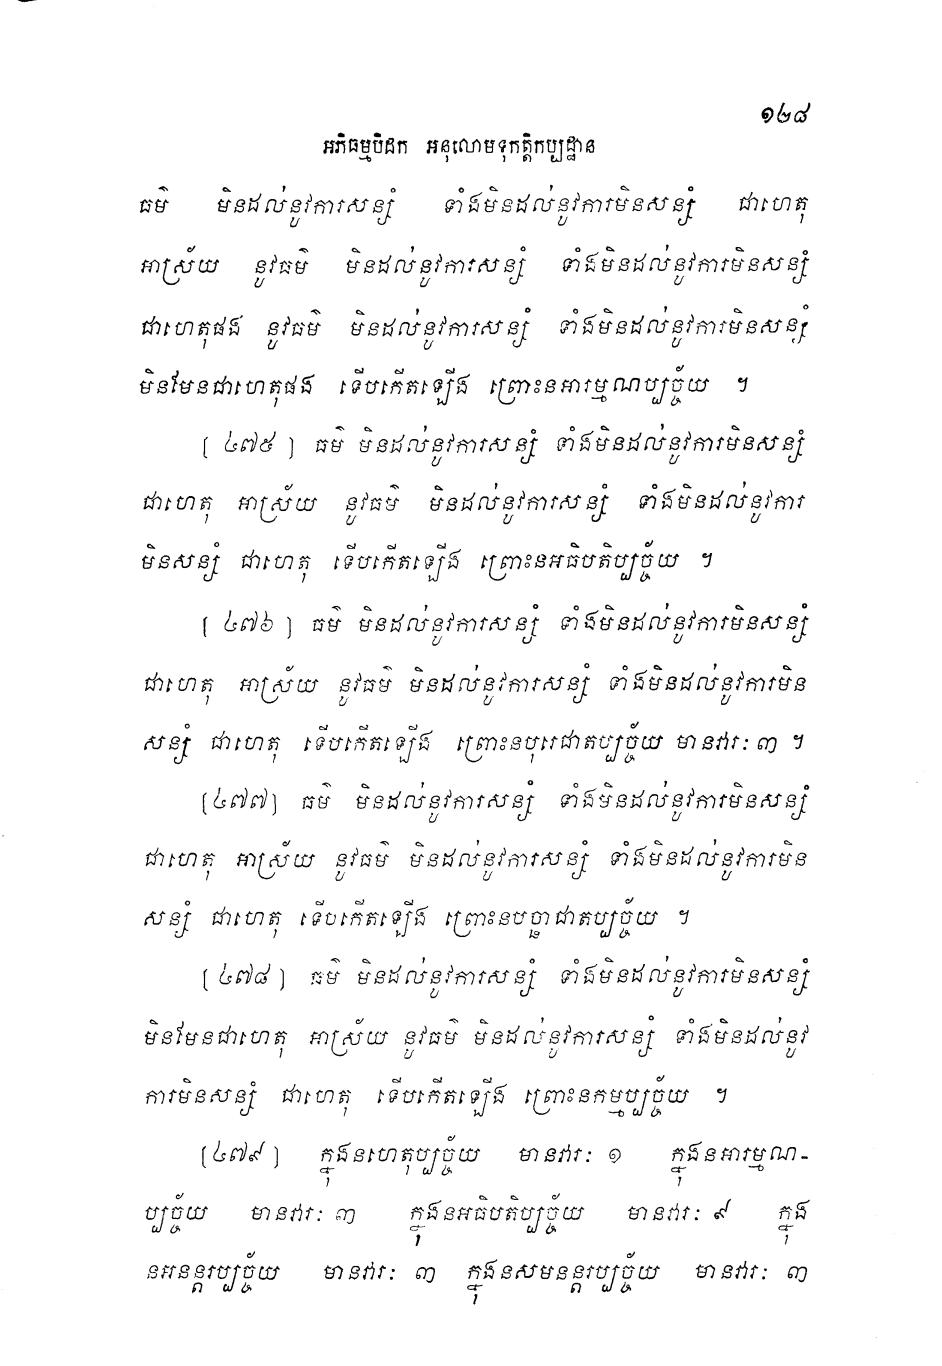 ១២៨
អភិធម្មបិដក អនុលោមទុកត្តិកប្បដ្ឋាន
ធម៌ មិនដល់នូវការសន្សំ ទាំងមិនដល់នូវការមិនសន្សំ ជាហេតុ
អាស្រ័យ នូវធម៌ មិនដល់នូវការសន្សំ ទាំងមិនដល់នូវការមិនសន្សំ
ជាហេតុផង នូវធម៌ មិនដល់នូវការសន្សំ ទាំងមិនដល់នូវការមិនសន្សំ
មិនមែនជាហេតុផង ទើបកើតឡើង ព្រោះនអារម្មណប្បច្ច័យ ។
[ ៤៧៥ ] ធម៌ មិនដល់នូវការសន្សំ ទាំងមិនដល់នូវការមិនសន្សំ
ជាហេតុ អាស្រ័យ នូវធម៌ មិនដល់នូវការសន្សំ ទាំងមិនដល់នូវការ
មិនសន្សំ ជាហេតុ ទើបកើតឡើង ព្រោះនអធិបតិប្បច្ច័យ ។
[ ៤៧៦ ] ធម៌ មិនដល់នូវការសន្សំ ទាំងមិនដល់នូវការមិនសន្សំ
ជាហេតុ អាស្រ័យ នូវធម៌ មិនដល់នូវការសន្សំ ទាំងមិនដល់នូវការមិន
សន្សំ ជាហេតុ ទើបកើតឡើង ព្រោះនបុរេជាតប្បច្ច័យ មានវារៈ ៣ ។
[៤៧៧] ធម៌ មិនដល់នូវការសន្សំ ទាំងមិនដល់នូវការមិនសន្សំ
ជាហេតុ អាស្រ័យ នូវធម៌ មិនដល់នូវការសន្សំ ទាំងមិនដល់នូវការមិន
សន្សំ ជាហេតុ ទើបកើតឡើង ព្រោះនបច្ឆាជាតប្បច្ច័យ ។
[៤៧៨] ធម៌ មិនដល់នូវការសន្សំ ទាំងមិនដល់នូវការមិនសន្សំ
មិនមែនជាហេតុ អាស្រ័យ នូវធម៌ មិនដល់នូវការសន្សំ ទាំងមិនដល់នូវ
ការមិនសន្សំ ជាហេតុ ទើបកើតឡើង ព្រោះនកម្មប្បច្ច័យ ។
[៤៧៩] ក្នុងនហេតុប្បច្ច័យ មានវារៈ ១ ក្នុងនអារម្មណ-
ប្បច្ច័យ មានវារៈ ៣ ក្នុងនអធិបតិប្បច្ច័យ មានវារៈ ៩ ក្នុង
នអនន្តរប្បច្ច័យ មានវារៈ ៣ ក្នុងនសមនន្តរប្បច្ច័យ មានវារៈ ៣